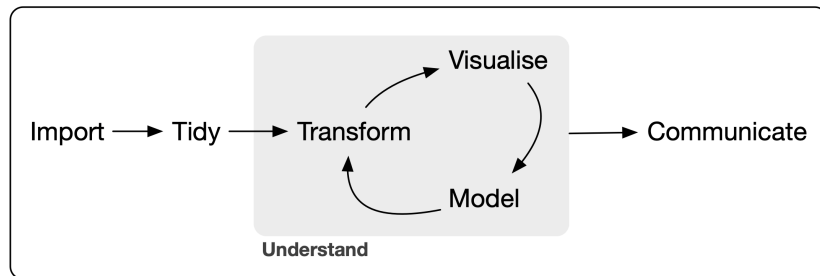 Import
Tidy
Transform
Visualise
Model
Communicate
Understand